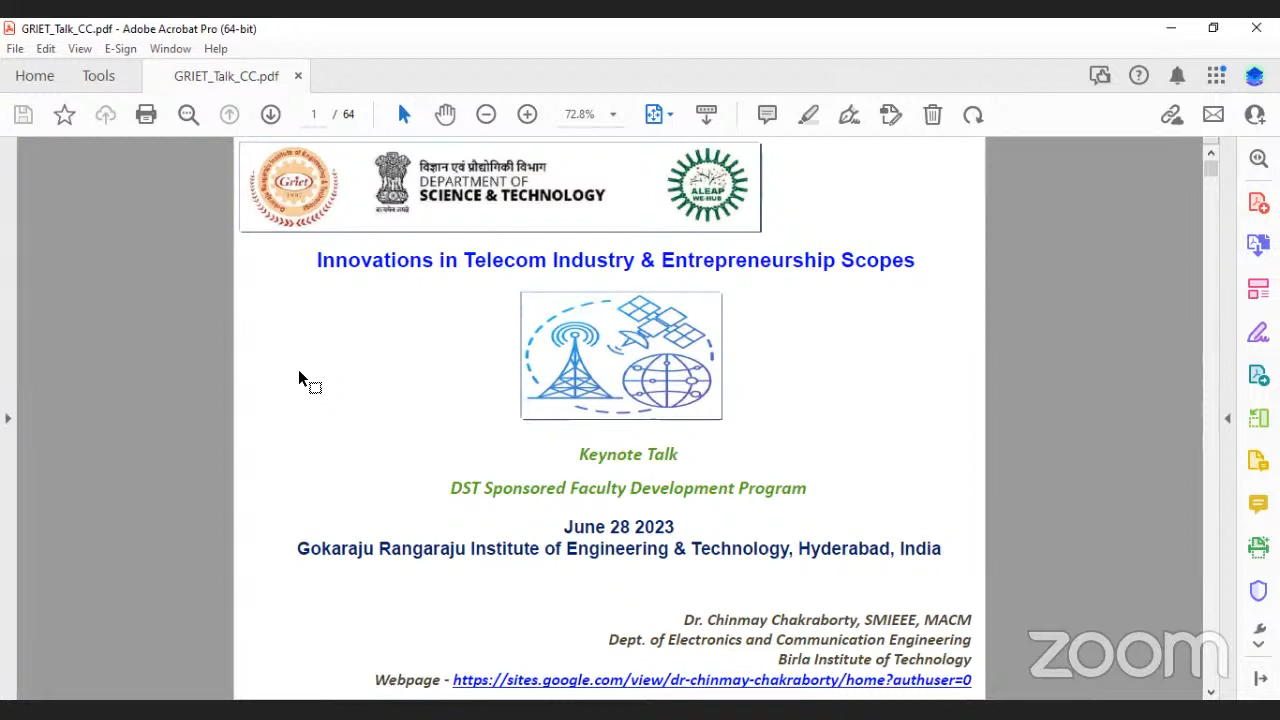 GRIET_Talk_CC.pdf - Adobe Acrobat Pro (64-bit)
File Edit View E-Sign Window Help
Home Tools GRIET_Talk_CC.pdf ×
1 / 64 72.8%
Griet
विज्ञान एवं प्रौद्योगिकी विभाग
DEPARTMENT OF
SCIENCE & TECHNOLOGY
ALEAP
WE-HUB
Innovations in Telecom Industry & Entrepreneurship Scopes
Keynote Talk
DST Sponsored Faculty Development Program
June 28 2023
Gokaraju Rangaraju Institute of Engineering & Technology, Hyderabad, India
Dr. Chinmay Chakraborty, SMIEEE, MACM
Dept. of Electronics and Communication Engineering
Birla Institute of Technology
Webpage - https://sites.google.com/view/dr-chinmay-chakraborty/home?authuser=0
zoom